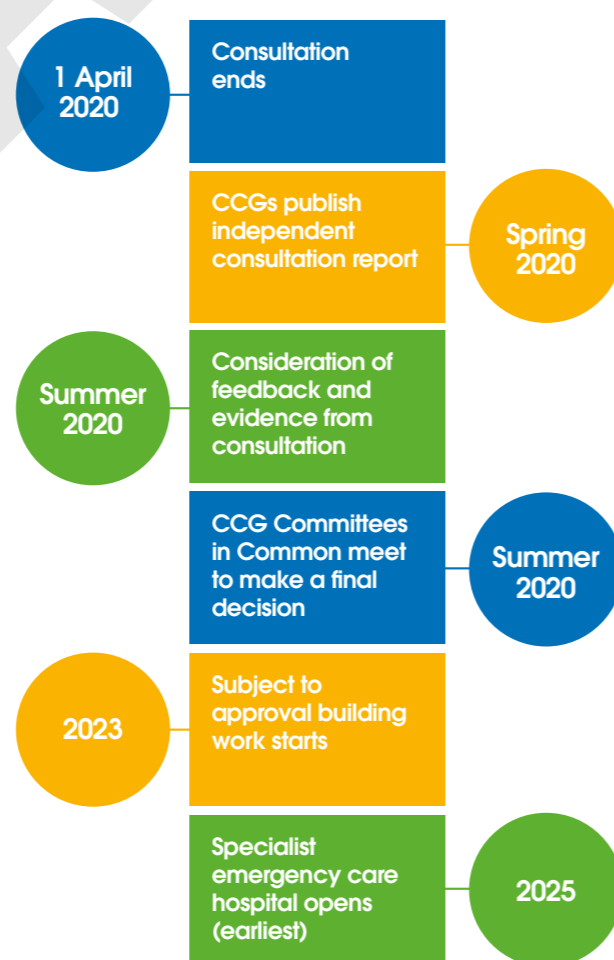 1 April
2020
Consultation
ends
CCGs publish
independent
consultation report
Spring
2020
Summer
2020
Consideration of
feedback and
evidence from
consultation
CCG Committees
in Common meet
to make a final
decision
Summer
2020
2023
Subject to
approval building
work starts
Specialist
emergency care
hospital opens
(earliest)
2025